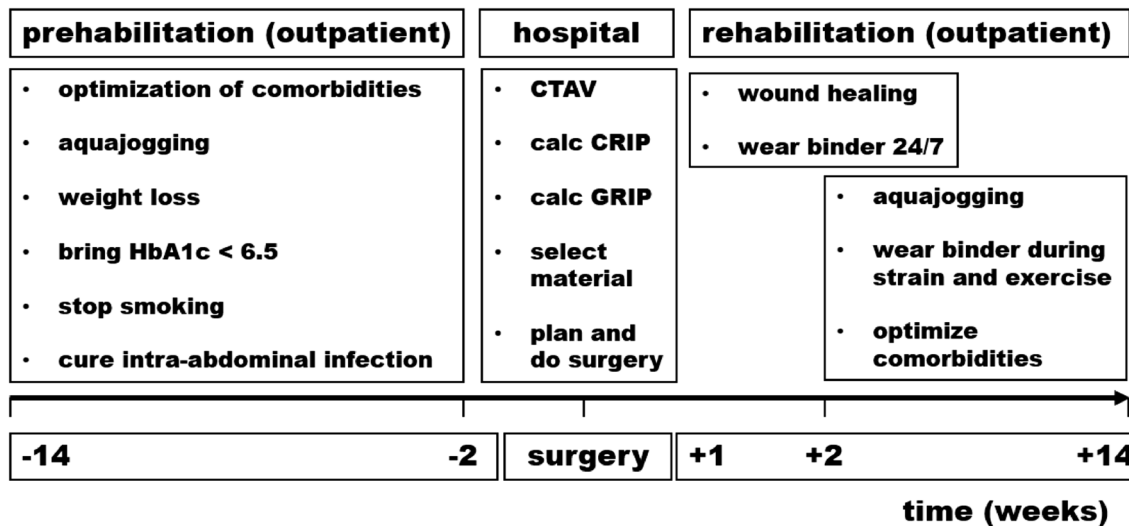 prehabilitation (outpatient)
hospital
rehabilitation (outpatient)
• optimization of comorbidities
• aquajogging
• weight loss
• bring HbA1c < 6.5
• stop smoking
• cure intra-abdominal infection
• CTAV
• calc CRIP
• calc GRIP
• select
material
• plan and
do surgery
• wound healing
• wear binder 24/7
• aquajogging
• wear binder during
strain and exercise
• optimize
comorbidities
-14
-2
surgery
+1
+2
+14
time (weeks)